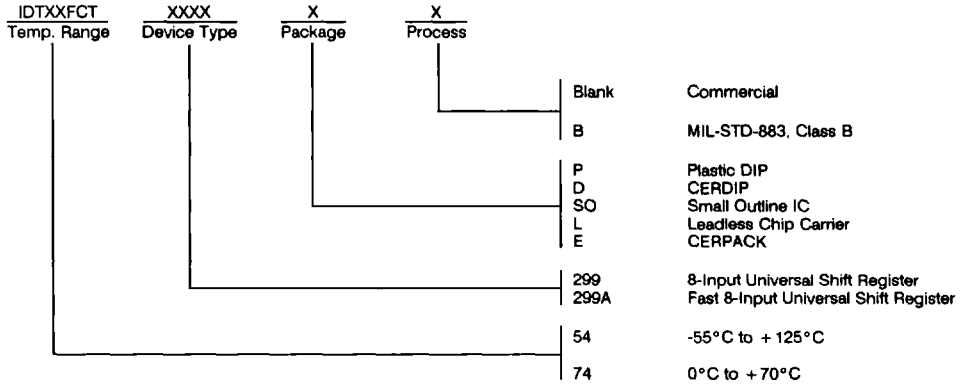 IDTXXFCT XXXX X X
Temp. Range Device Type Package Process
Blank Commercial
B MIL-STD-883, Class B
P Plastic DIP
D CERDIP
SO Small Outline IC
L Leadless Chip Carrier
E CERPACK
299 8-Input Universal Shift Register
299A Fast 8-Input Universal Shift Register
54 -55°C to +125°C
74 0°C to +70°C